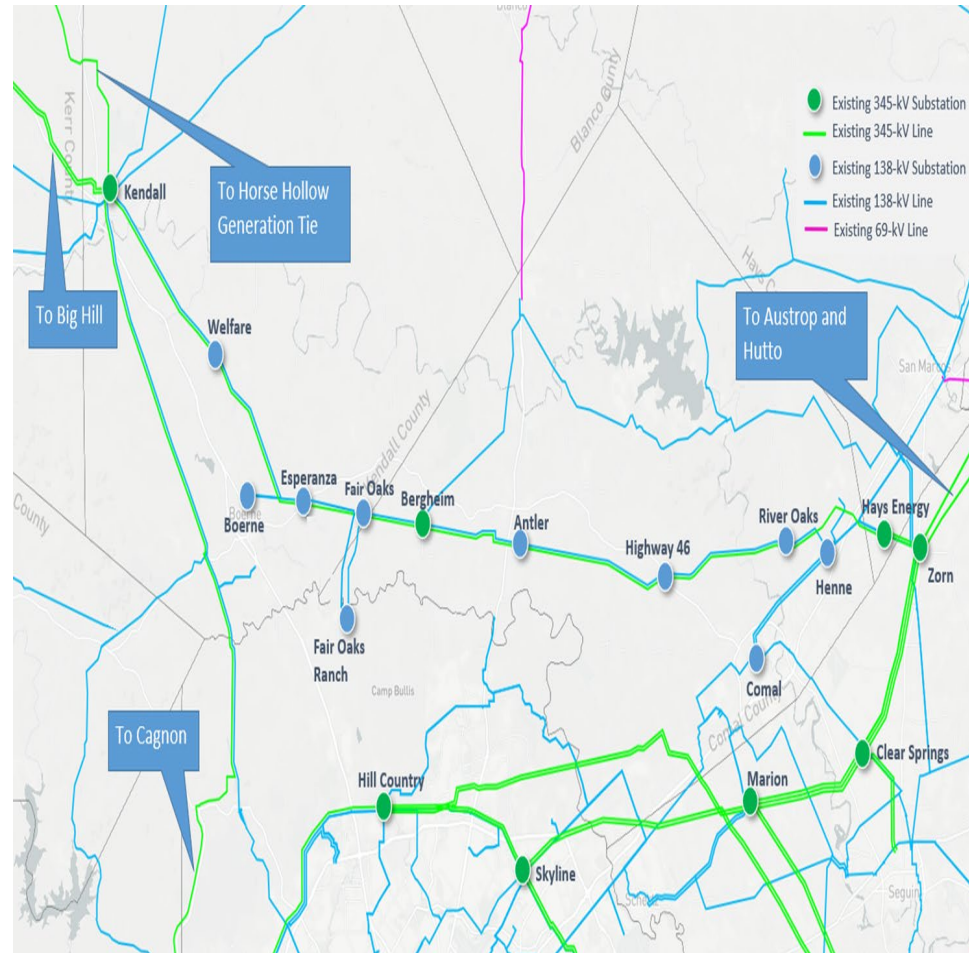 Blanco
Kerr County
Blanco County
Existing 345-kV Substation
Existing 345-kV Line
Existing 138-kV Substation
Existing 138-kV Line
Existing 69-kV Line
Kendall
To Horse Hollow
Generation Tie
To Big Hill
Welfare
To Austrop and
Hutto
San Marcos
Kendall County
Esperanza
Fair Oaks
Bergheim
Boerne
Boerne
County
Antler
River Oaks
Hays Energy
Highway 46
Henne
Zorn
Fair Oaks
Ranch
Camp Bullis
Comal
Comal County
To Cagnon
Hill Country
Marion
Clear Springs
Skyline
Seguin